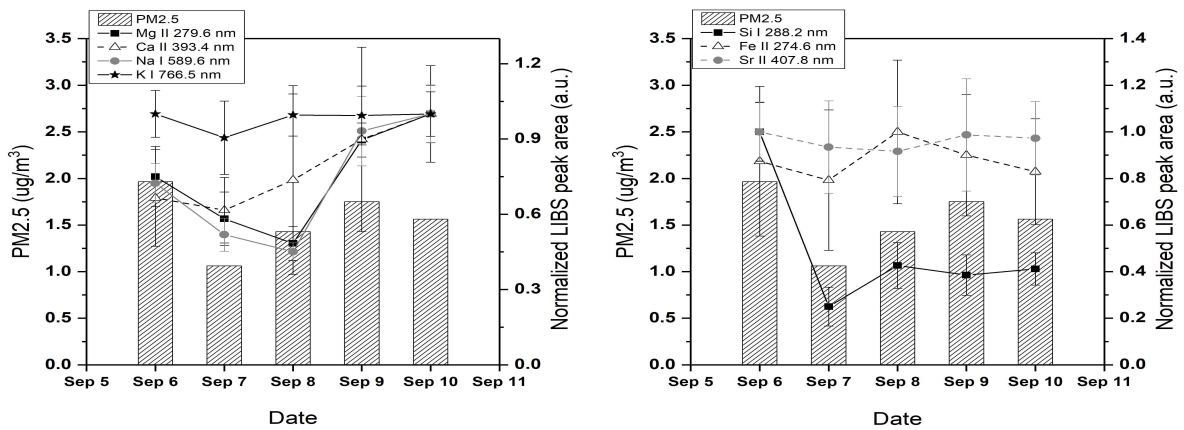 PM2.5
Mg II 279.6 nm
Ca II 393.4 nm
Na I 589.6 nm
K I 766.5 nm
3.5
3.0
2.5
2.0
1.5
1.0
0.5
0.0
PM2.5 (ug/m³)
1.2
0.9
0.6
0.3
0.0
Normalized LIBS peak area (a.u.)
Sep 5 Sep 6 Sep 7 Sep 8 Sep 9 Sep 10 Sep 11
Date
PM2.5
Si I 288.2 nm
Fe II 274.6 nm
Sr II 407.8 nm
3.5
3.0
2.5
2.0
1.5
1.0
0.5
0.0
PM2.5 (ug/m³)
1.4
1.2
1.0
0.8
0.6
0.4
0.2
0.0
Normalized LIBS peak area (a.u.)
Sep 5 Sep 6 Sep 7 Sep 8 Sep 9 Sep 10 Sep 11
Date